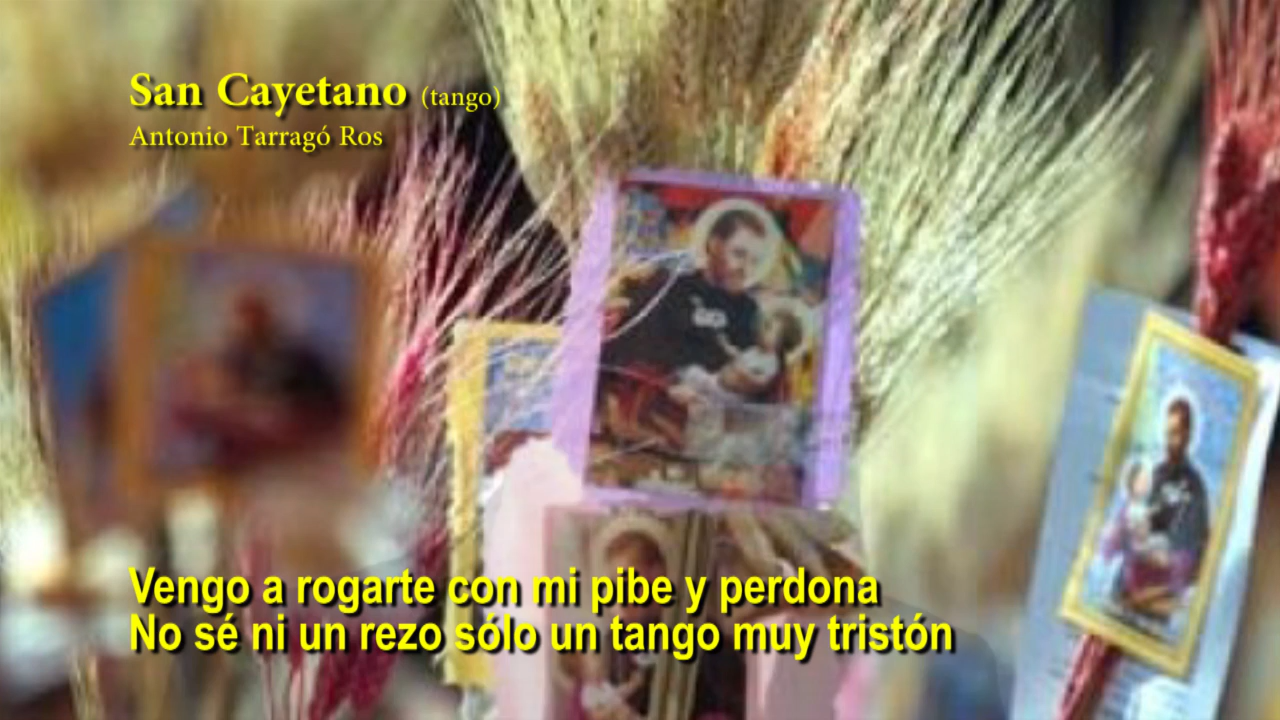 San Cayetano (tango)
Antonio Tarragó Ros
Vengo a rogarte con mi pibe y perdona
No sé ni un rezo sólo un tango muy tristón